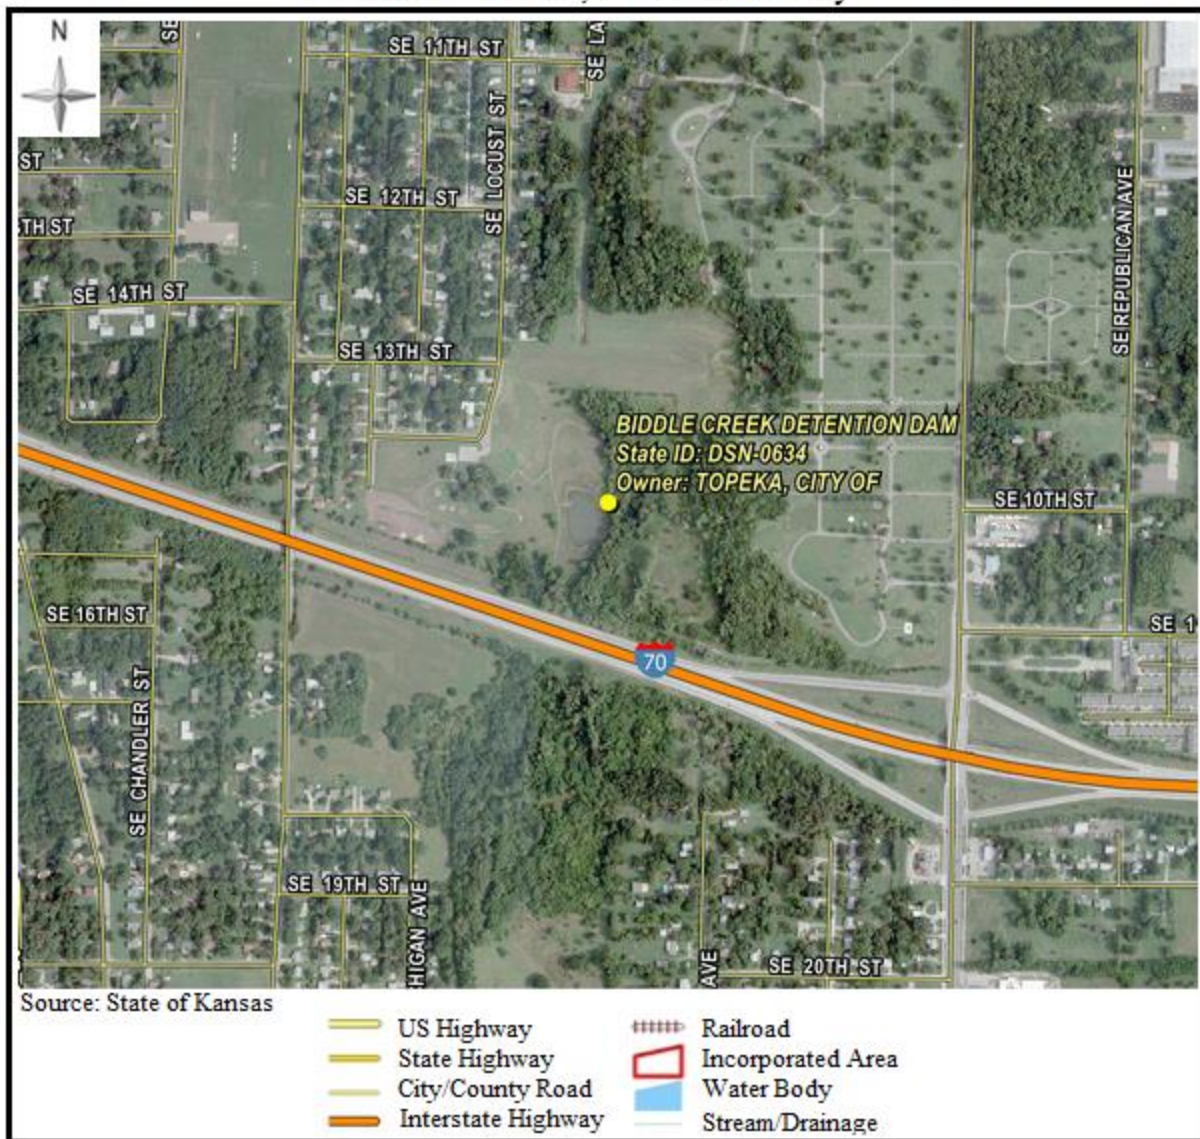 N
SE
SE 11TH ST
SE LA
SE LOCUST ST
ST
SE 12TH ST
TH ST
SE REPUBLICAN AVE
SE 14TH ST
SE 13TH ST
BIDDLE CREEK DETENTION DAM
State ID: DSN-0634
Owner: TOPEKA, CITY OF
SE 10TH ST
SE 16TH ST
SE 1
70
SE CHANDLER ST
SE 19TH ST
HIGAN AVE
AVE
SE 20TH ST
Source: State of Kansas
US Highway
State Highway
City/County Road
Interstate Highway
Railroad
Incorporated Area
Water Body
Stream/Drainage